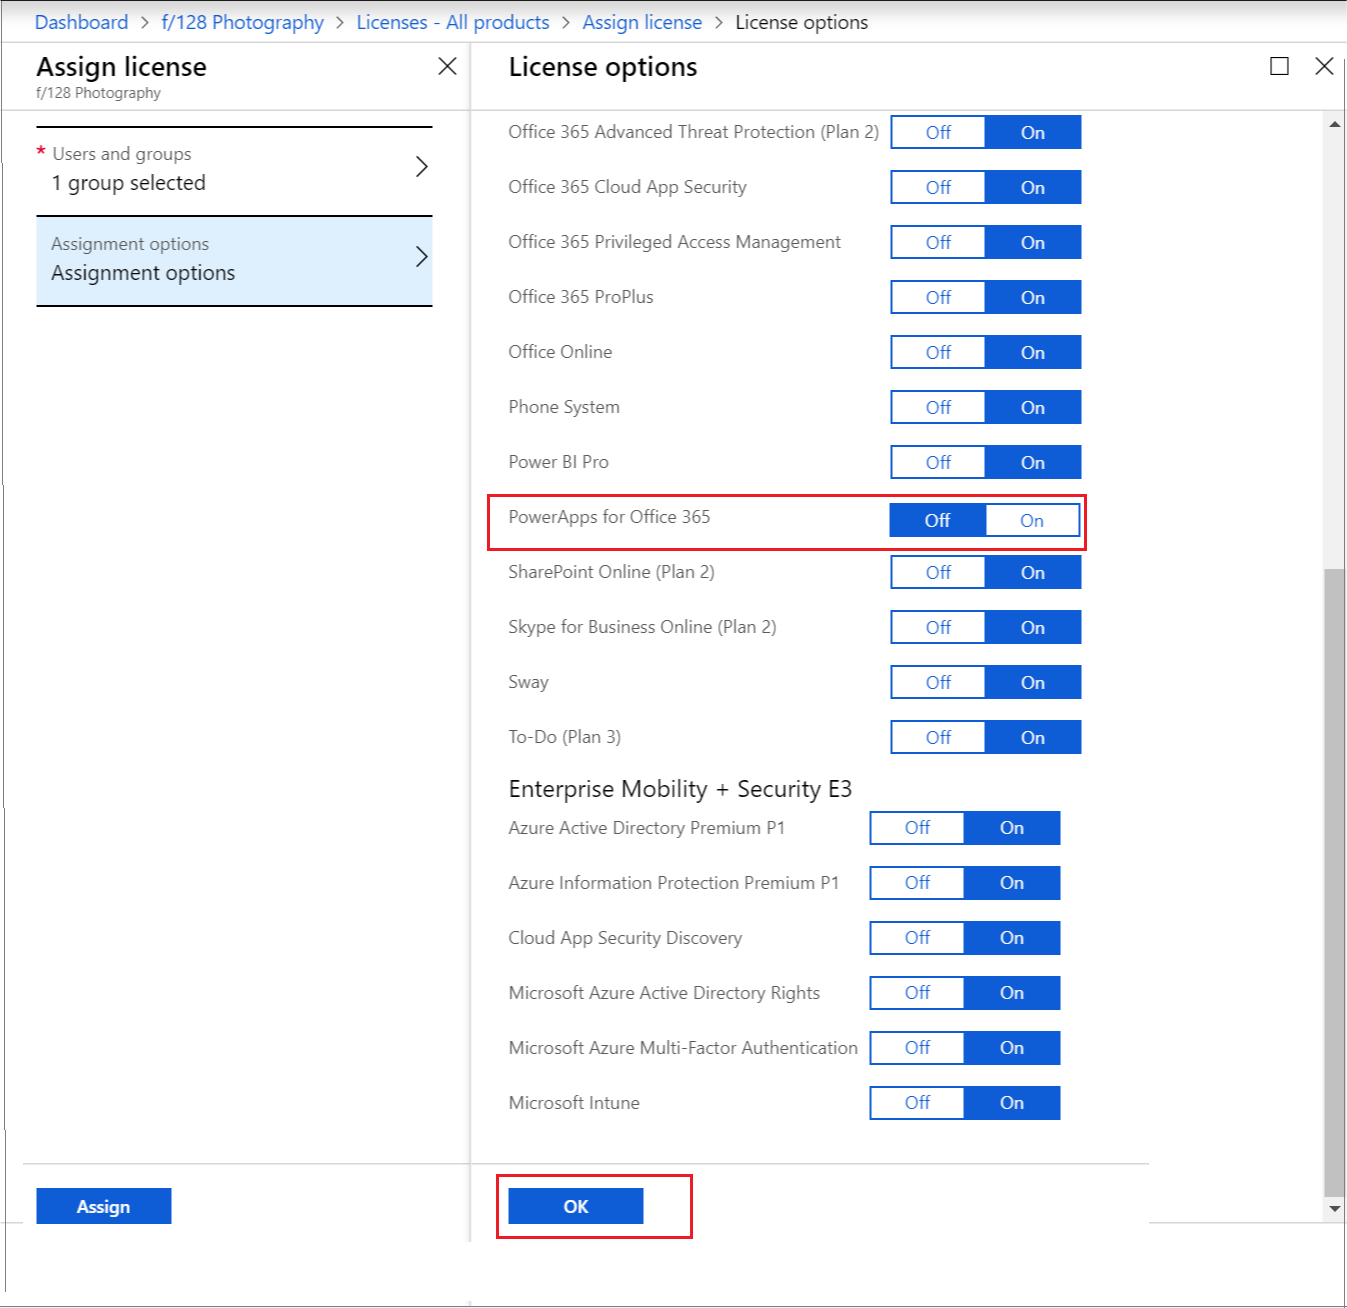 Dashboard > f/128 Photography > Licenses - All products > Assign license > License options
Assign license
f/128 Photography
* Users and groups
1 group selected
Assignment options
Assignment options
Assign
License options
Office 365 Advanced Threat Protection (Plan 2) Off On
Office 365 Cloud App Security Off On
Office 365 Privileged Access Management Off On
Office 365 ProPlus Off On
Office Online Off On
Phone System Off On
Power BI Pro Off On
PowerApps for Office 365 Off On
SharePoint Online (Plan 2) Off On
Skype for Business Online (Plan 2) Off On
Sway Off On
To-Do (Plan 3) Off On
Enterprise Mobility + Security E3
Azure Active Directory Premium P1 Off On
Azure Information Protection Premium P1 Off On
Cloud App Security Discovery Off On
Microsoft Azure Active Directory Rights Off On
Microsoft Azure Multi-Factor Authentication Off On
Microsoft Intune Off On
OK